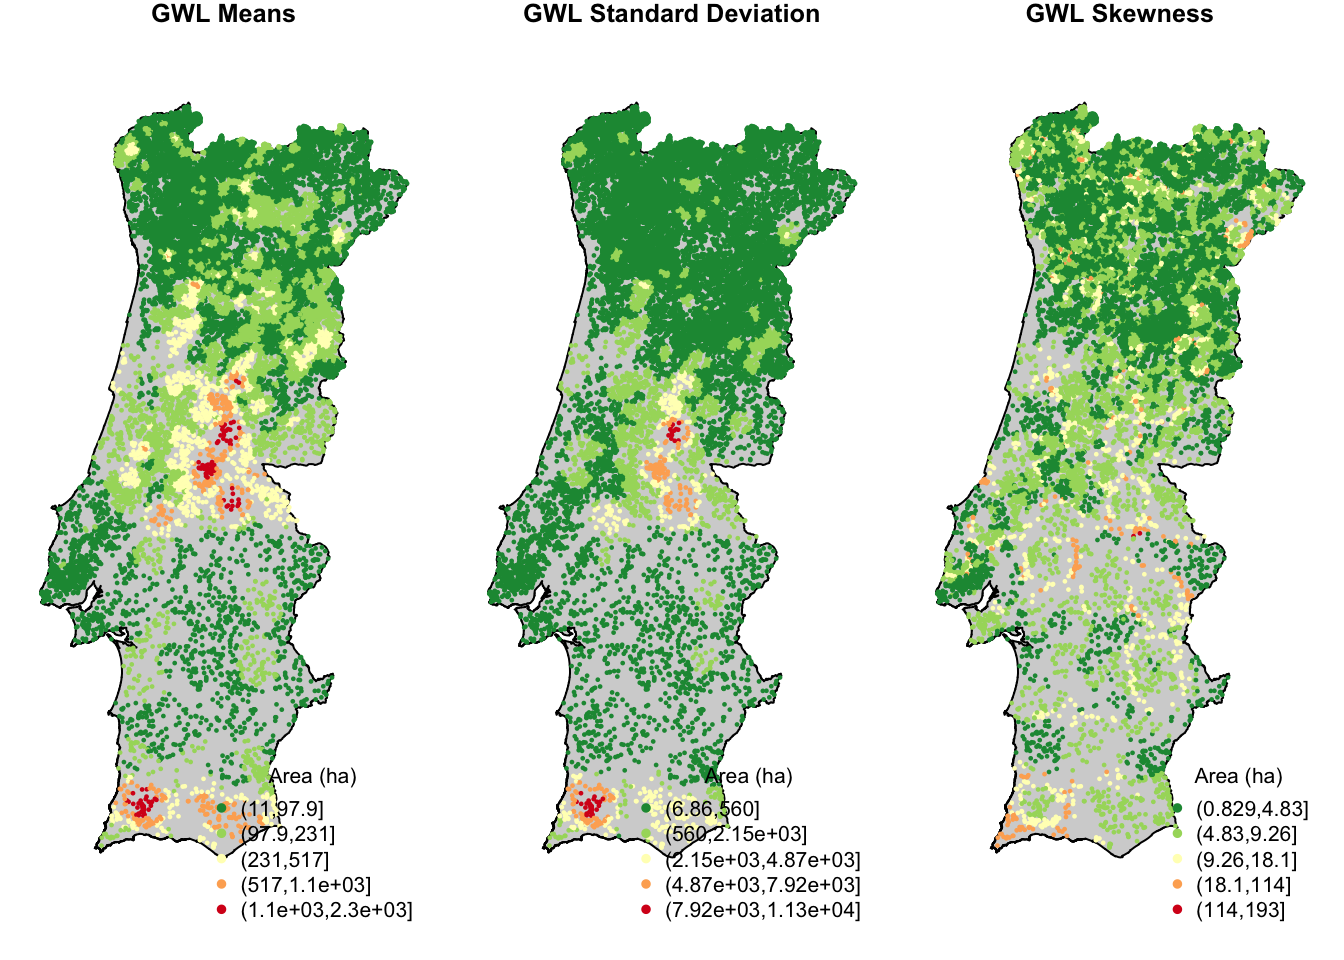 GWL Means
GWL Standard Deviation
GWL Skewness
Area (ha)
(11,97.9]
(97.9,231]
(231,517]
(517,1.1e+03]
(1.1e+03,2.3e+03]
Area (ha)
(6.86,560]
(560,2.15e+03]
(2.15e+03,4.87e+03]
(4.87e+03,7.92e+03]
(7.92e+03,1.13e+04]
Area (ha)
(0.829,4.83]
(4.83,9.26]
(9.26,18.1]
(18.1,114]
(114,193]